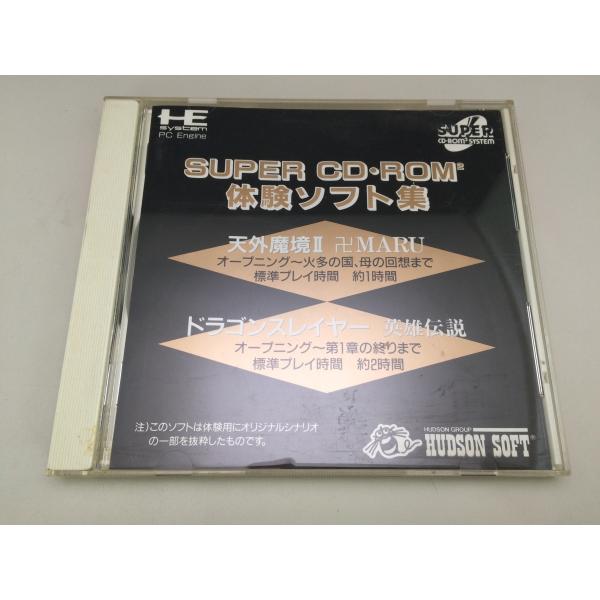 HE
system
PC Engine
SUPER
CD-ROM² SYSTEM
SUPER CD・ROM²
体験ソフト集
天外魔境II 卍MARU
オープニング〜火多の国、母の回想まで
標準プレイ時間 約1時間
ドラゴンスレイヤー 英雄伝説
オープニング〜第1章の終りまで
標準プレイ時間 約2時間
注)このソフトは体験用にオリジナルシナリオ
の一部を抜粋したものです。
HUDSON GROUP
HUDSON SOFT®